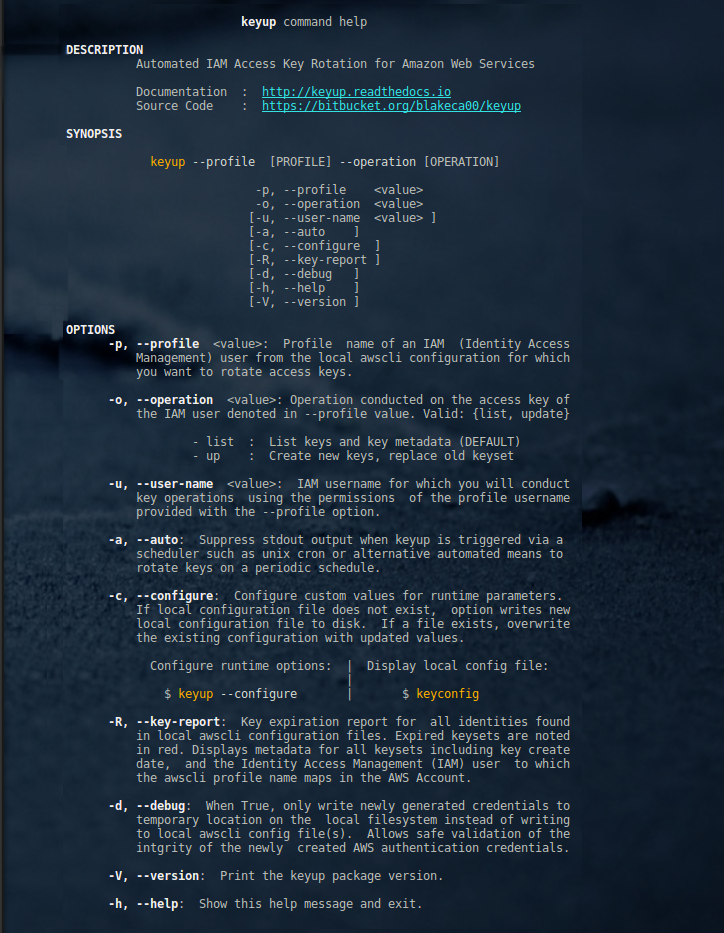 keyup command help
DESCRIPTION
Automated IAM Access Key Rotation for Amazon Web Services
Documentation  :  http://keyup.readthedocs.io
Source Code    :  https://bitbucket.org/blakeca00/keyup
SYNOPSIS
keyup --profile  [PROFILE] --operation [OPERATION]
-p, --profile    <value>
-o, --operation  <value>
[-u, --user-name  <value> ]
[-a, --auto    ]
[-c, --configure  ]
[-R, --key-report ]
[-d, --debug   ]
[-h, --help    ]
[-V, --version ]
OPTIONS
-p, --profile  <value>:  Profile  name of an IAM  (Identity Access
Management) user from the local awscli configuration for which
you want to rotate access keys.
-o, --operation  <value>: Operation conducted on the access key of
the IAM user denoted in --profile value. Valid: {list, update}
- list  :  List keys and key metadata (DEFAULT)
- up    :  Create new keys, replace old keyset
-u, --user-name  <value>:  IAM username for which you will conduct
key operations  using the permissions  of the profile username
provided with the --profile option.
-a, --auto:  Suppress stdout output when keyup is triggered via a
scheduler such as unix cron or alternative automated means to
rotate keys on a periodic schedule.
-c, --configure:  Configure custom values for runtime parameters.
If local configuration file does not exist,  option writes new
local configuration file to disk.  If a file exists, overwrite
the existing configuration with updated values.
Configure runtime options:  |  Display local config file:
|
$ keyup --configure       |       $ keyconfig
-R, --key-report:  Key expiration report for  all identities found
in local awscli configuration files. Expired keysets are noted
in red. Displays metadata for all keysets including key create
date,  and the Identity Access Management (IAM) user  to which
the awscli profile name maps in the AWS Account.
-d, --debug:  When True, only write newly generated credentials to
temporary location on the  local filesystem instead of writing
to local awscli config file(s).  Allows safe validation of the
intgrity of the newly  created AWS authentication credentials.
-V, --version:  Print the keyup package version.
-h, --help:  Show this help message and exit.